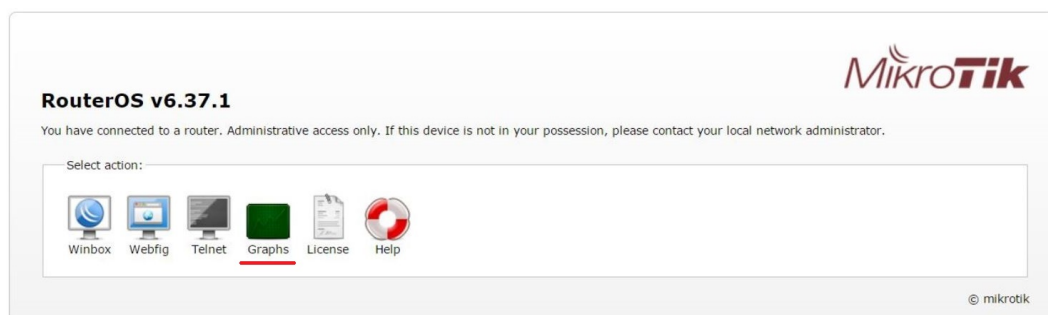 MikroTik
RouterOS v6.37.1
You have connected to a router. Administrative access only. If this device is not in your possession, please contact your local network administrator.
Select action:
Winbox Webfig Telnet Graphs License Help
© mikrotik